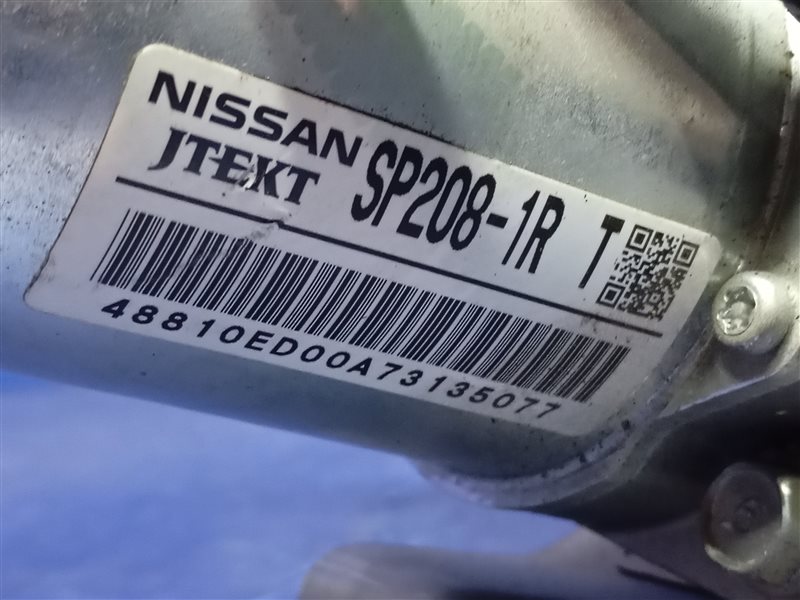 NISSAN
JTEKT SP208-1R T
48810ED00A73135077